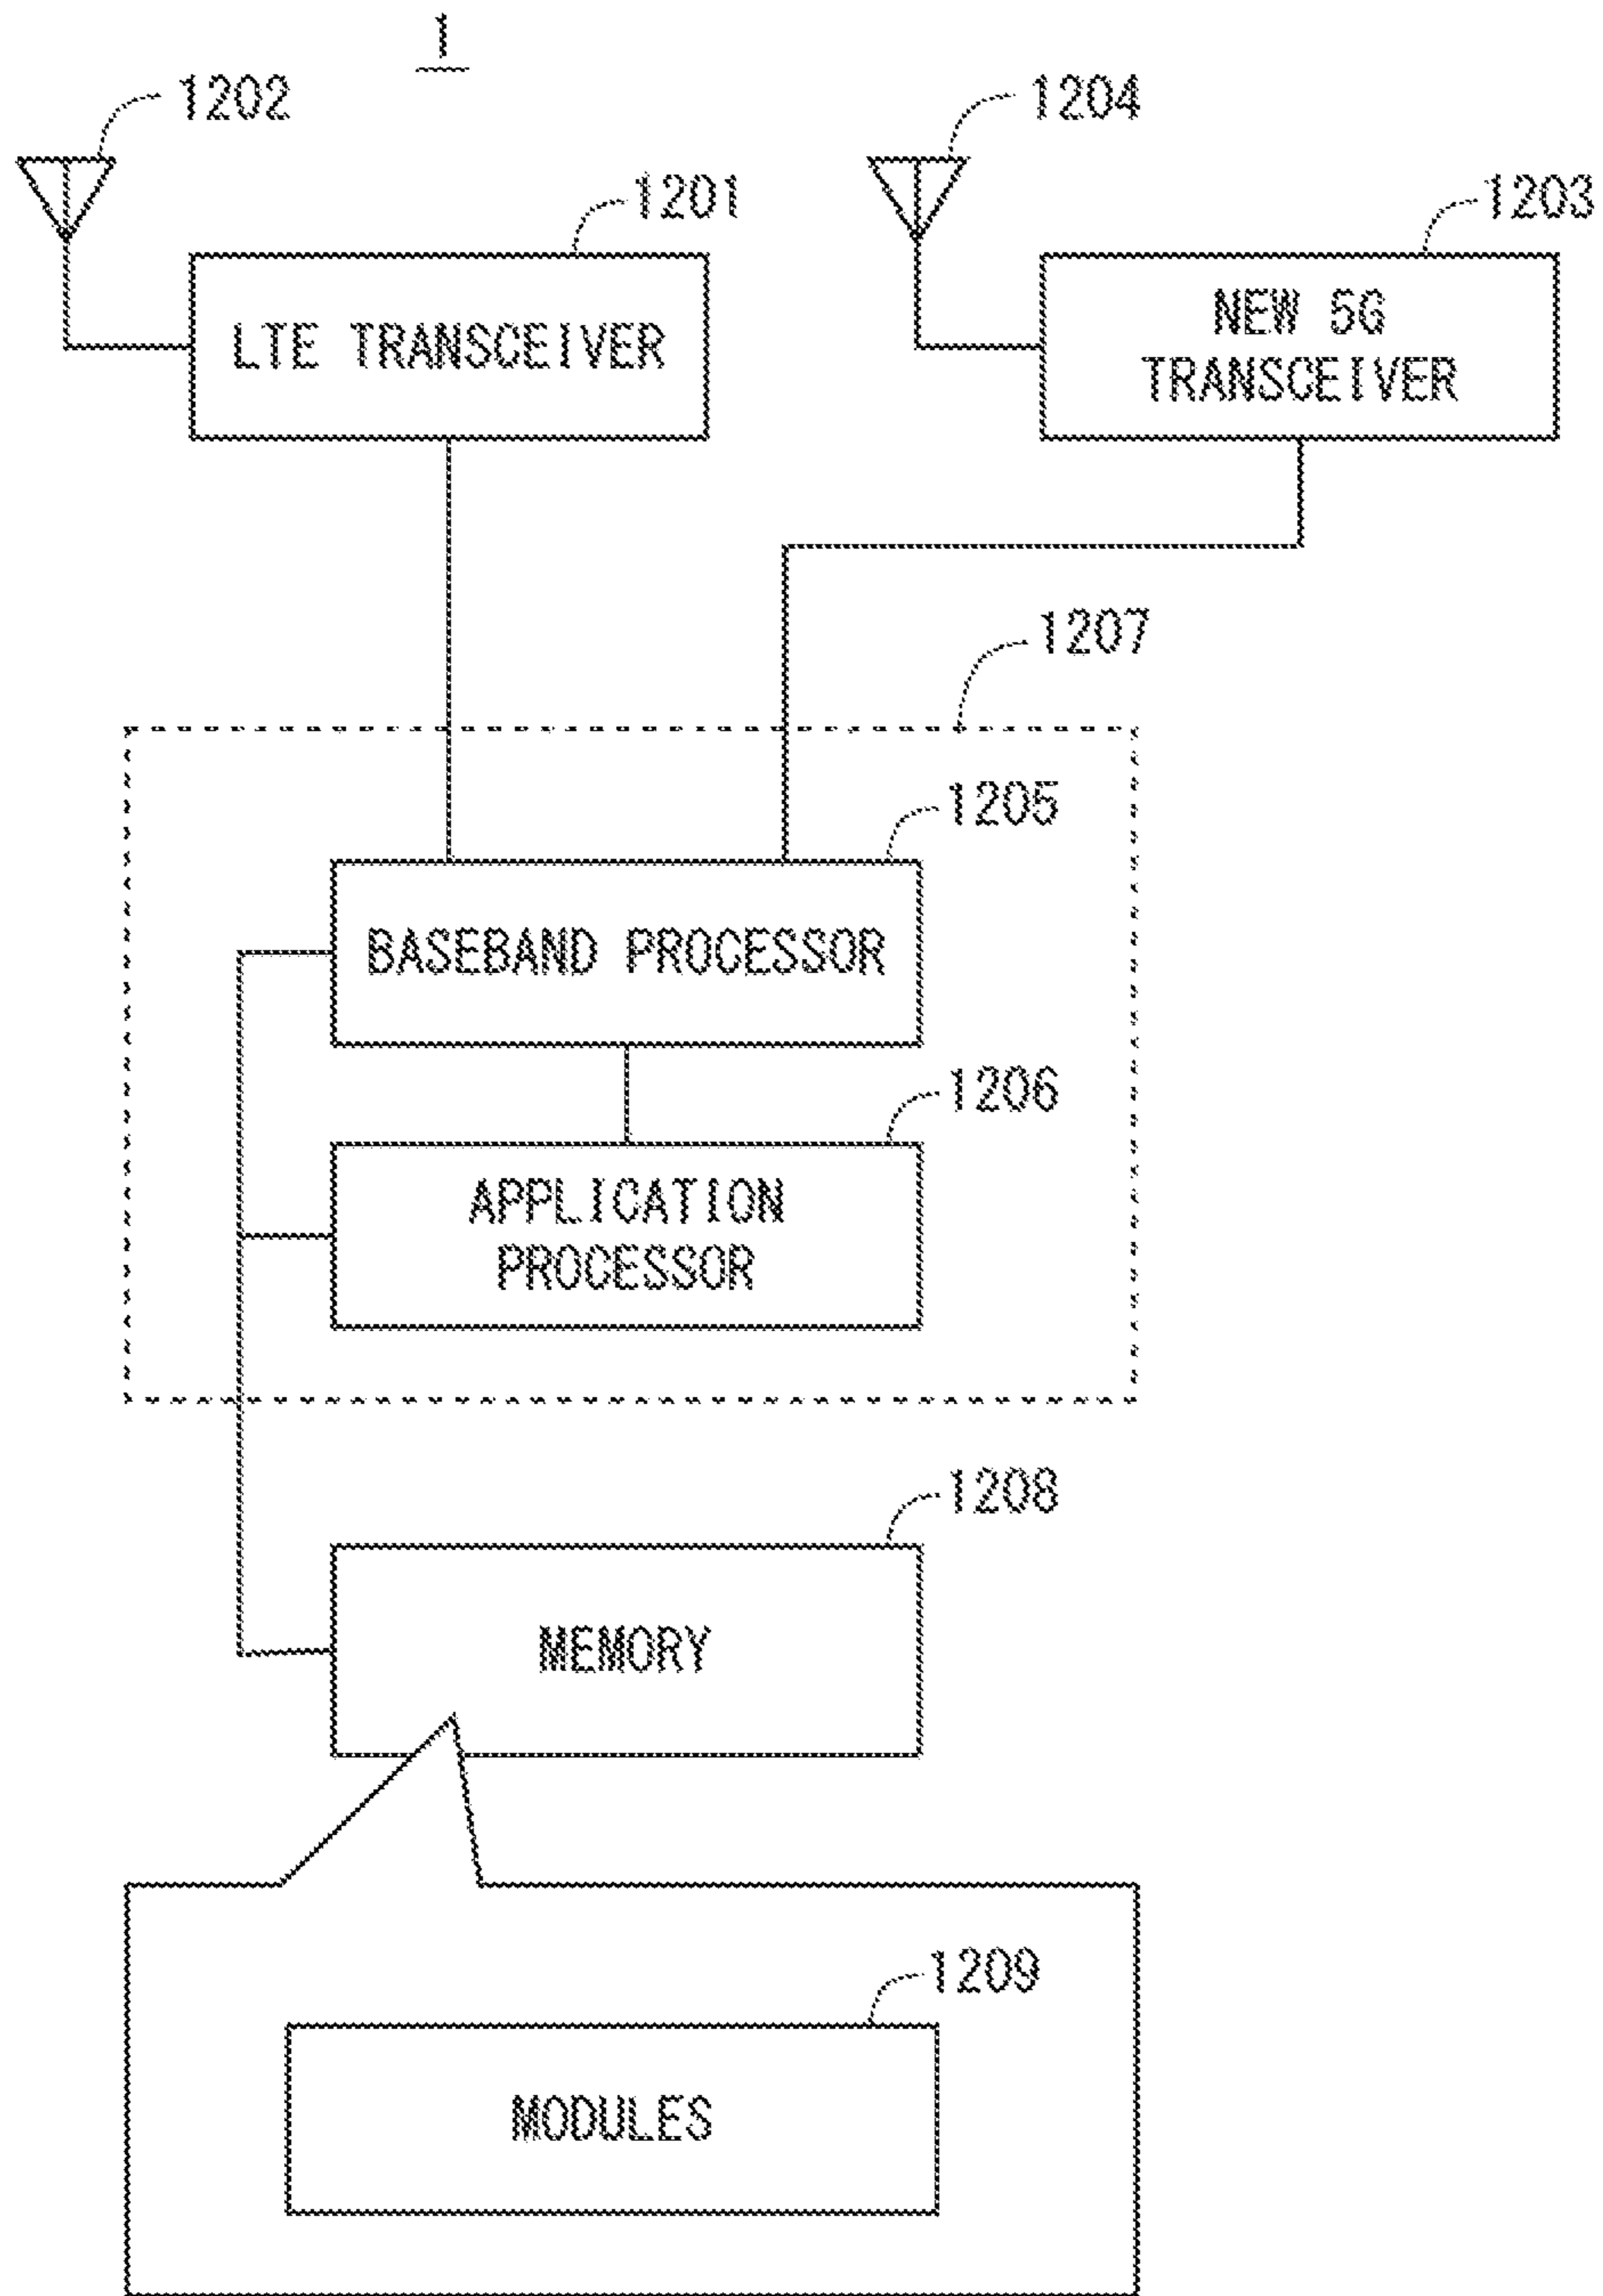 1
1202
1204
1201
1203
LTE TRANSCEIVER
NEW 5G
TRANSCEIVER
1207
1205
BASEBAND PROCESSOR
1206
APPLICATION
PROCESSOR
1208
MEMORY
1209
MODULES